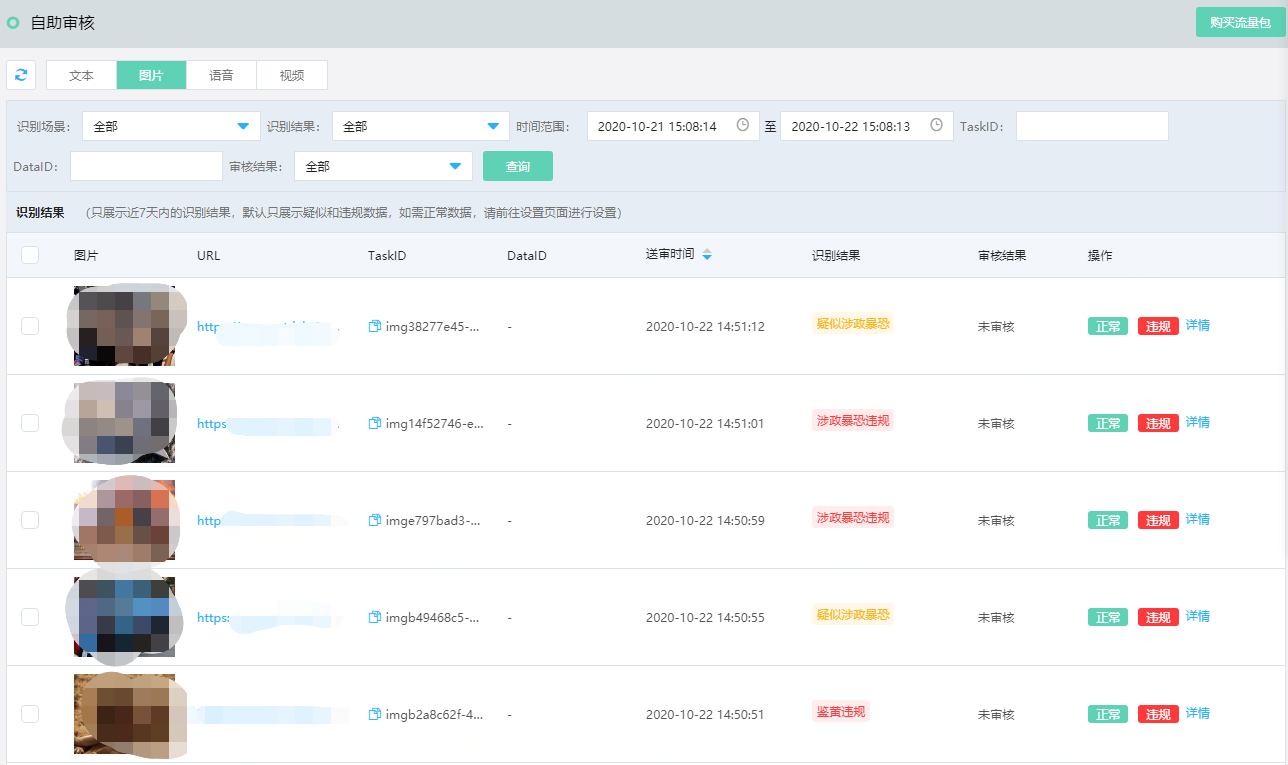 自助审核
购买流量包
文本 图片 语音 视频
识别场景: 全部 识别结果: 全部 时间范围: 2020-10-21 15:08:14 至 2020-10-22 15:08:13 TaskID:
DataID: 审核结果: 全部 查询
识别结果 (只展示近7天内的识别结果, 默认只展示疑似和违规数据, 如需正常数据, 请前往设置页面进行设置)
图片 URL TaskID DataID 送审时间 识别结果 审核结果 操作
http img38277e45-... - 2020-10-22 14:51:12 疑似涉政暴恐 未审核 正常 违规 详情
https img14f52746-e... - 2020-10-22 14:51:01 涉政暴恐违规 未审核 正常 违规 详情
http imge797bad3-... - 2020-10-22 14:50:59 涉政暴恐违规 未审核 正常 违规 详情
https: imgb49468c5-... - 2020-10-22 14:50:55 疑似涉政暴恐 未审核 正常 违规 详情
imgb2a8c62f-4... - 2020-10-22 14:50:51 鉴黄违规 未审核 正常 违规 详情